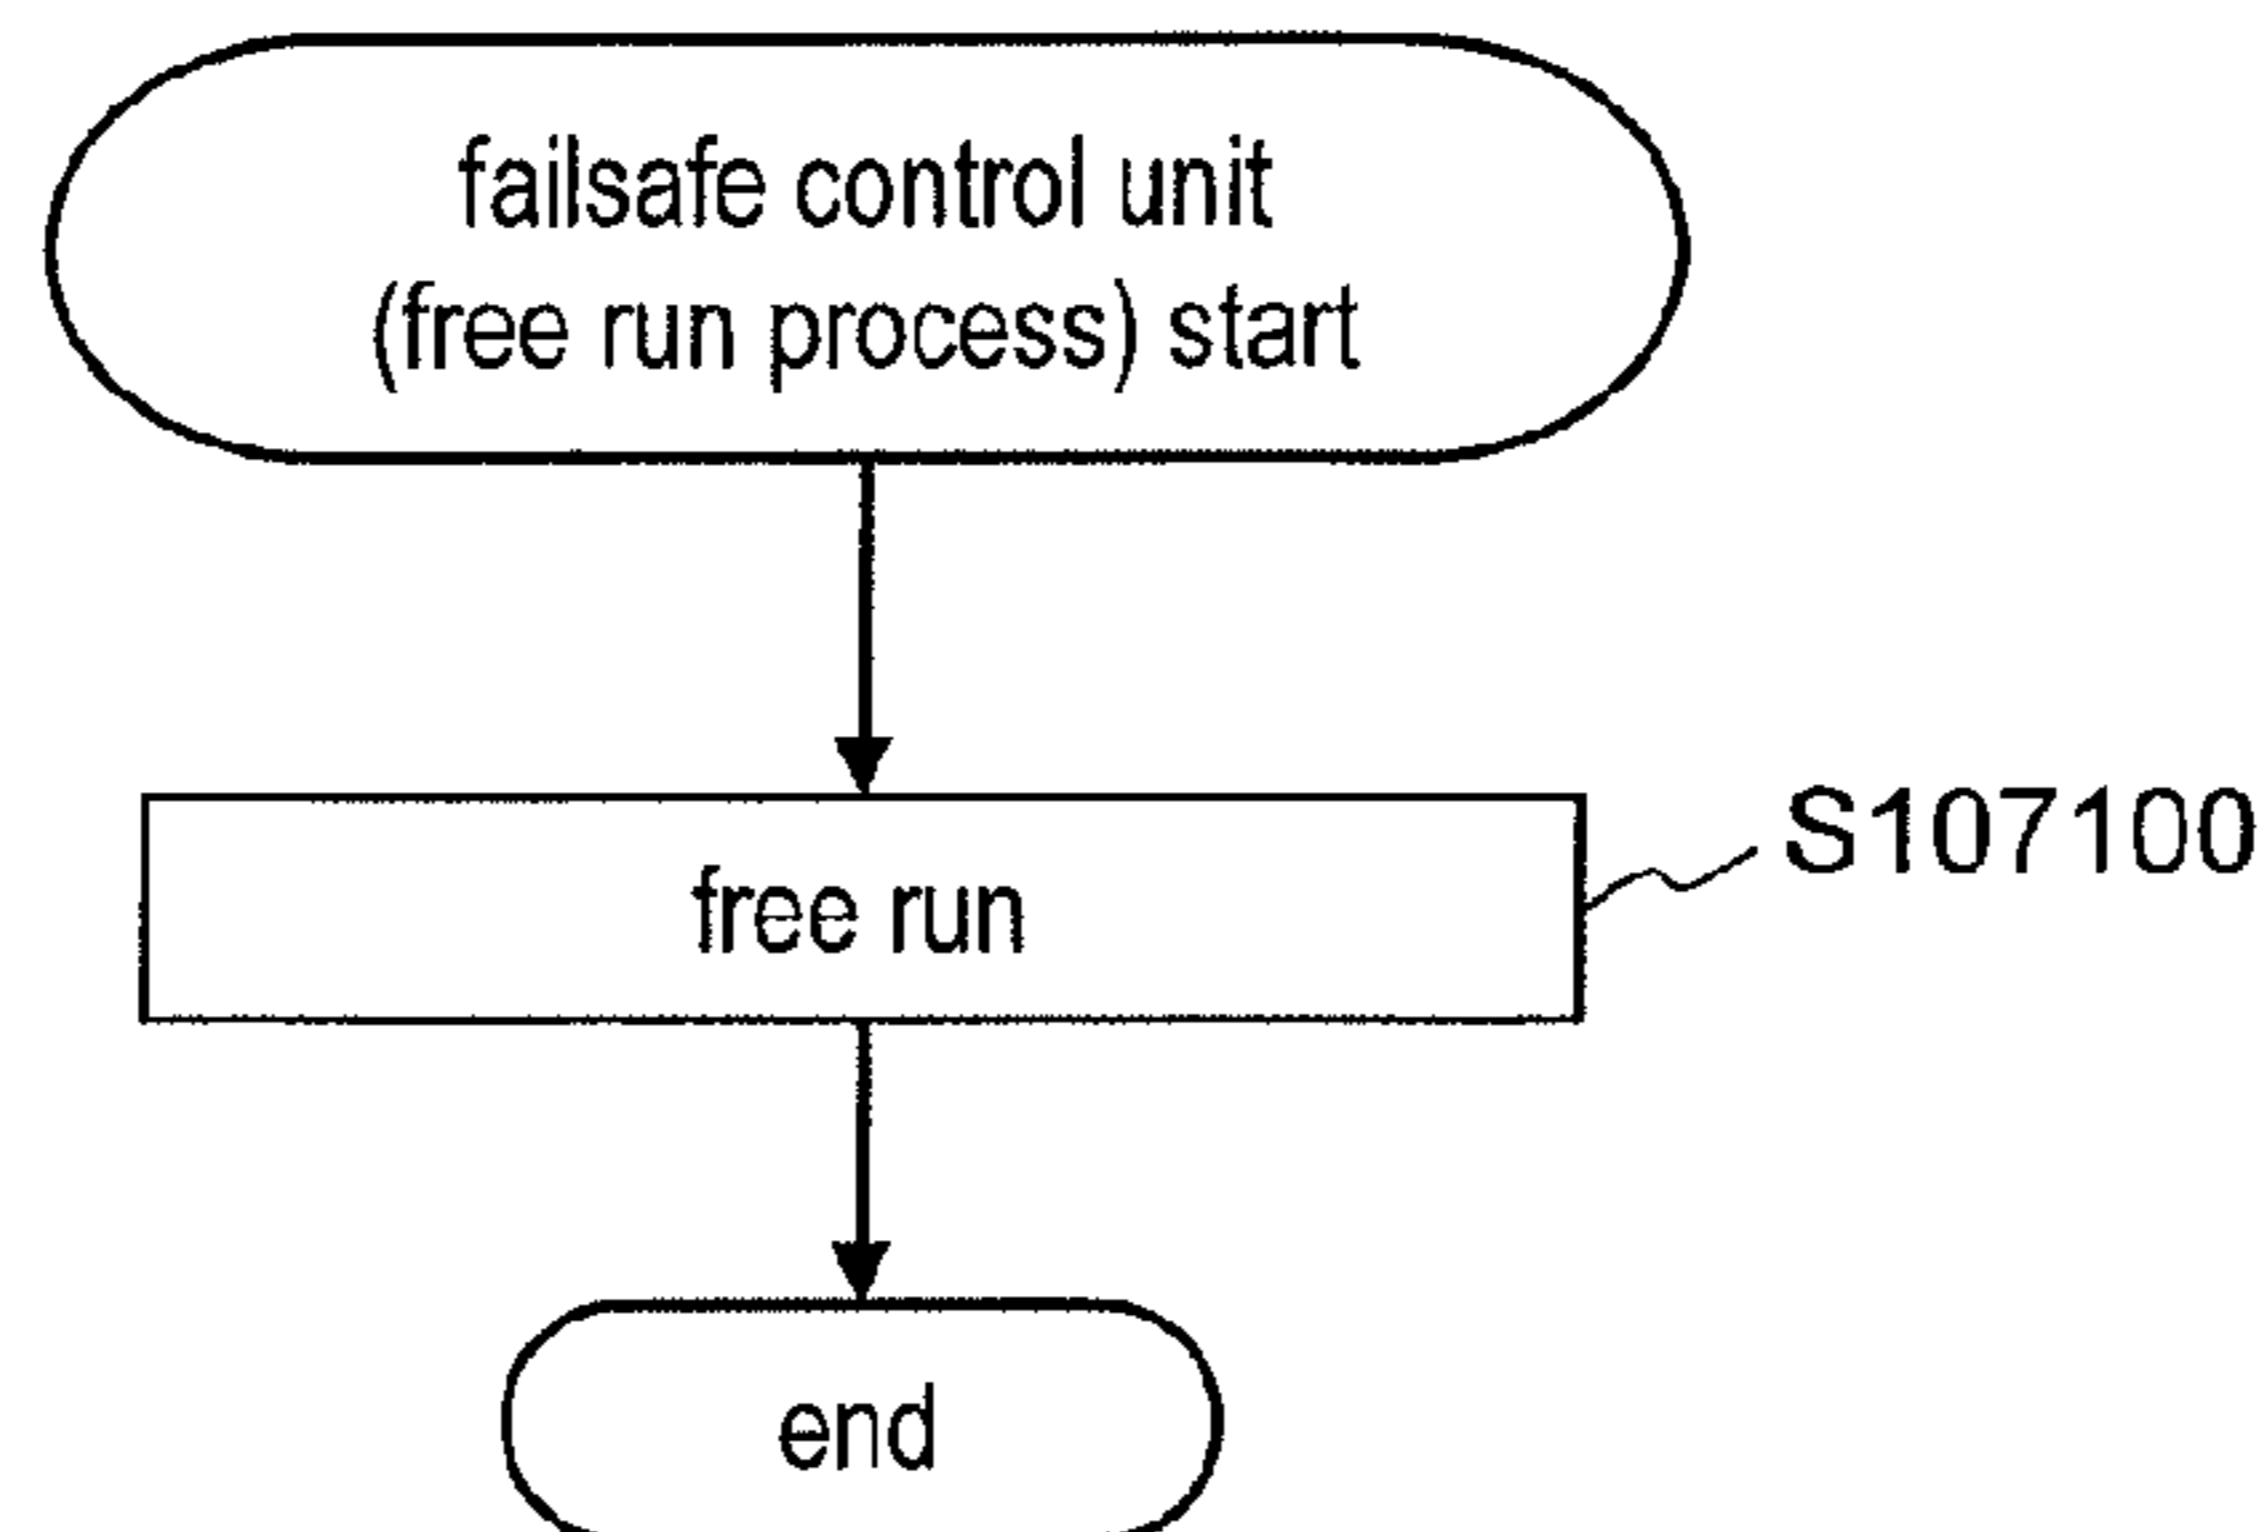 failsafe control unit
(free run process) start
free run
S107100
end